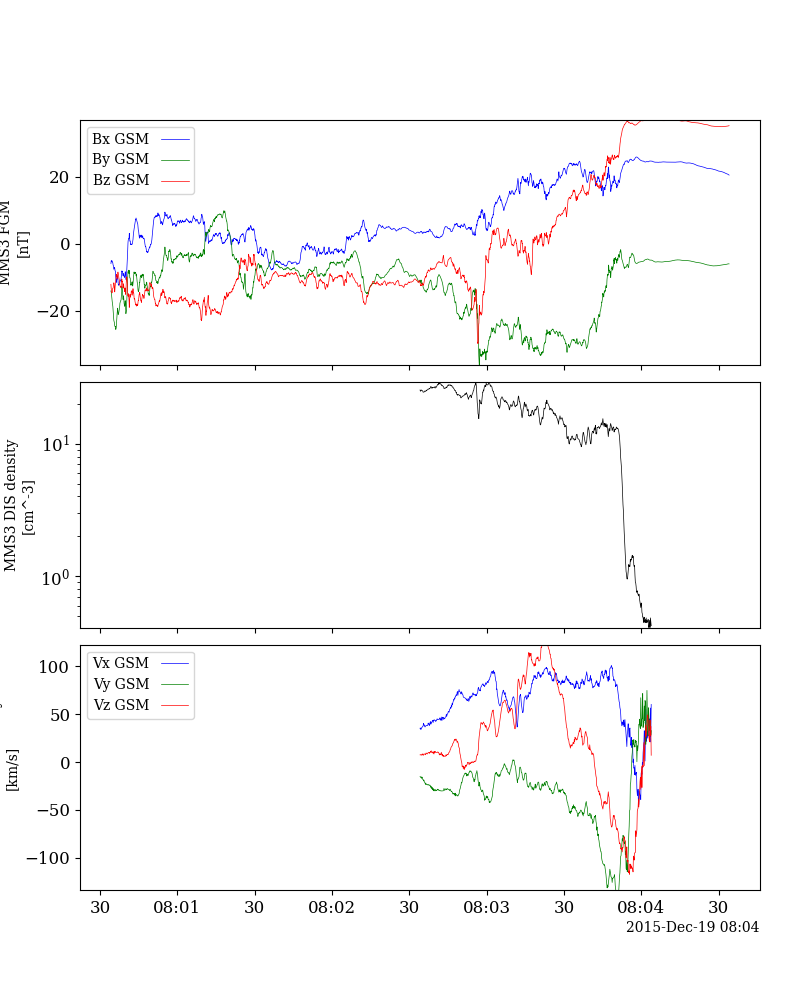 Bx GSM
By GSM
Bz GSM
MMS3 FGM
[nT]
20
0
−20
MMS3 DIS density
[cm^-3]
10^1
10^0
Vx GSM
Vy GSM
Vz GSM
[km/s]
100
50
0
−50
−100
30
08:01
30
08:02
30
08:03
30
08:04
30
2015-Dec-19 08:04